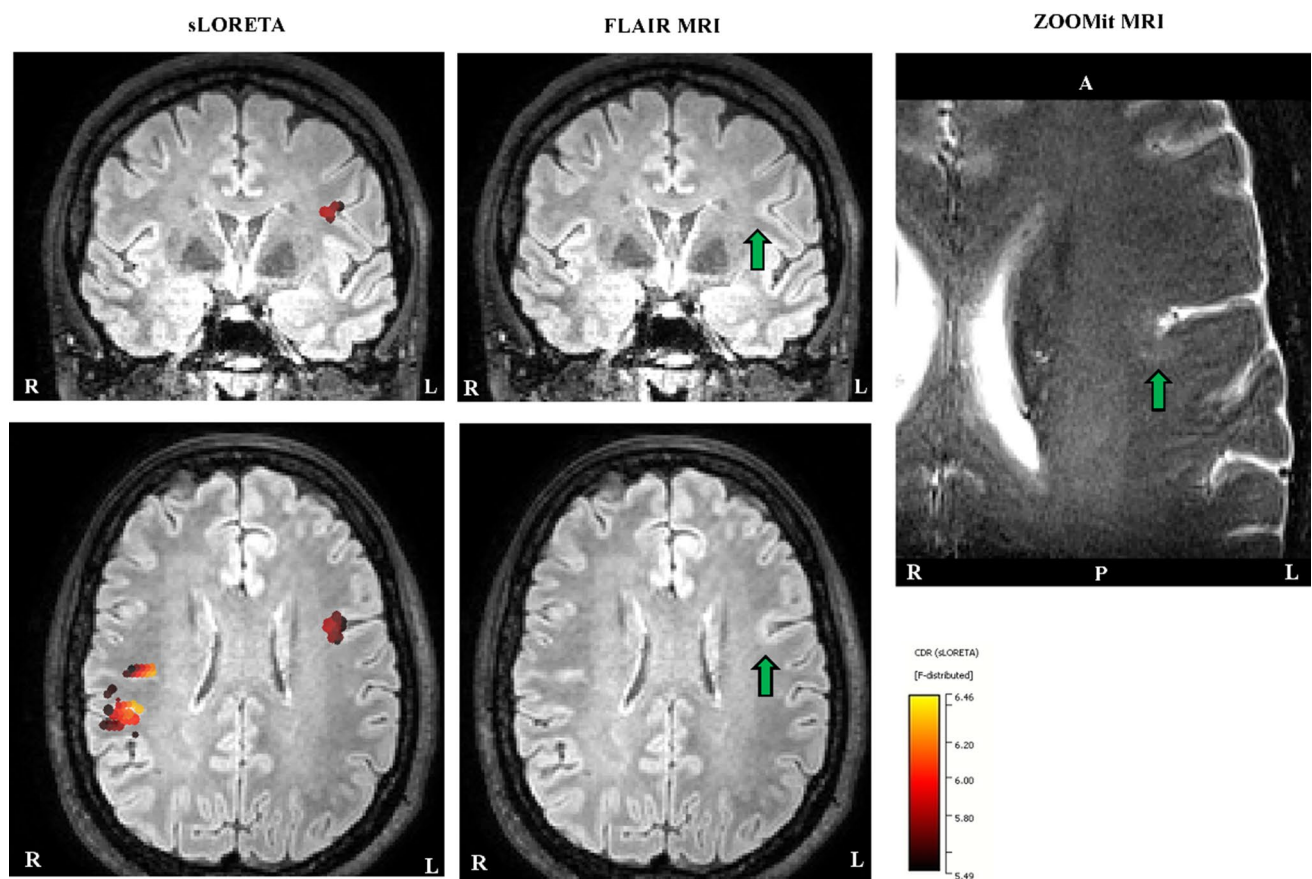 sLORETA
FLAIR MRI
ZOOMit MRI
R
L
R
L
A
R
P
L
R
L
R
L
CDR (sLORETA)
[F-distributed]
6.46
6.20
6.00
5.80
5.49